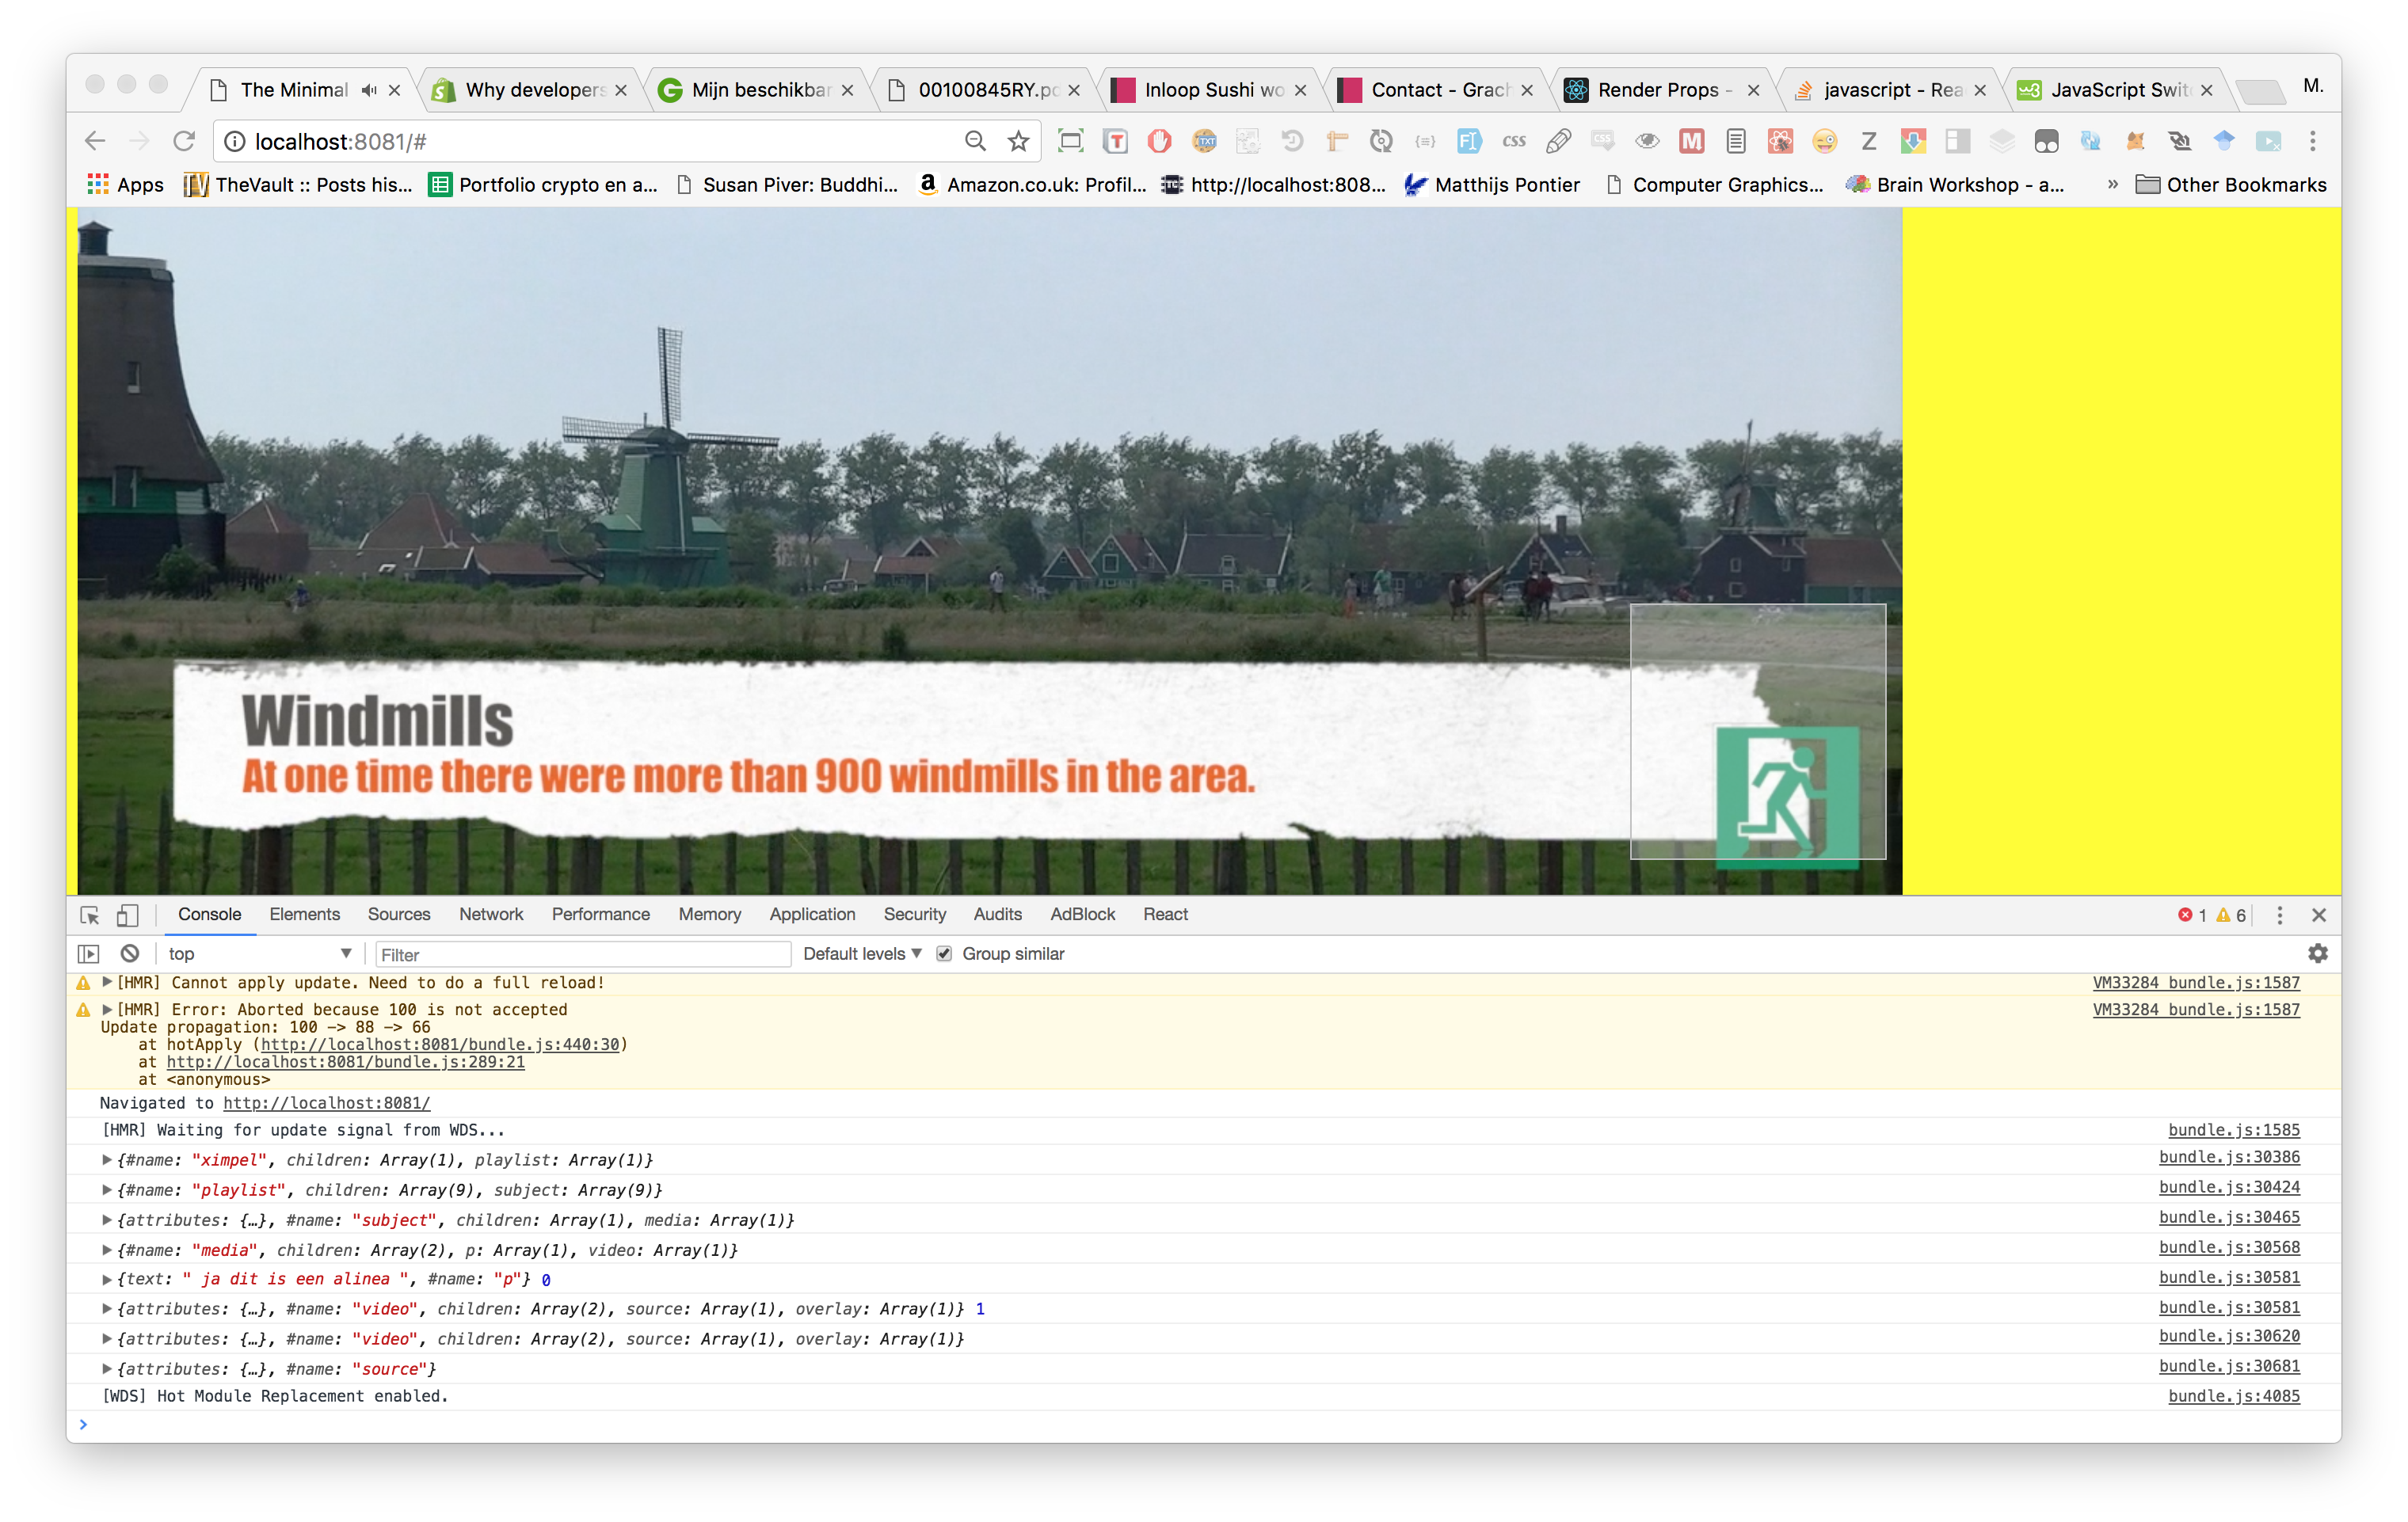 The Minimal
Why developers
Mijn beschikbar
00100845RY.pd
Inloop Sushi wo
Contact - Grach
Render Props -
javascript - Rea
JavaScript Swit
M.
localhost:8081/#
Apps
TheVault :: Posts his...
Portfolio crypto en a...
Susan Piver: Buddhi...
Amazon.co.uk: Profil...
http://localhost:808...
Matthijs Pontier
Computer Graphics...
Brain Workshop - a...
» Other Bookmarks
Windmills
At one time there were more than 900 windmills in the area.
Console Elements Sources Network Performance Memory Application Security Audits AdBlock React 1 6
top Filter Default levels Group similar
[HMR] Cannot apply update. Need to do a full reload! VM33284 bundle.js:1587
[HMR] Error: Aborted because 100 is not accepted VM33284 bundle.js:1587
Update propagation: 100 -> 88 -> 66
at hotApply (http://localhost:8081/bundle.js:440:30)
at http://localhost:8081/bundle.js:289:21
at <anonymous>
Navigated to http://localhost:8081/
[HMR] Waiting for update signal from WDS... bundle.js:1585
{#name: "ximpel", children: Array(1), playlist: Array(1)} bundle.js:30386
{#name: "playlist", children: Array(9), subject: Array(9)} bundle.js:30424
{attributes: {…}, #name: "subject", children: Array(1), media: Array(1)} bundle.js:30465
{#name: "media", children: Array(2), p: Array(1), video: Array(1)} bundle.js:30568
{text: " ja dit is een alinea ", #name: "p"} 0 bundle.js:30581
{attributes: {…}, #name: "video", children: Array(2), source: Array(1), overlay: Array(1)} 1 bundle.js:30581
{attributes: {…}, #name: "video", children: Array(2), source: Array(1), overlay: Array(1)} bundle.js:30620
{attributes: {…}, #name: "source"} bundle.js:30681
[WDS] Hot Module Replacement enabled. bundle.js:4085